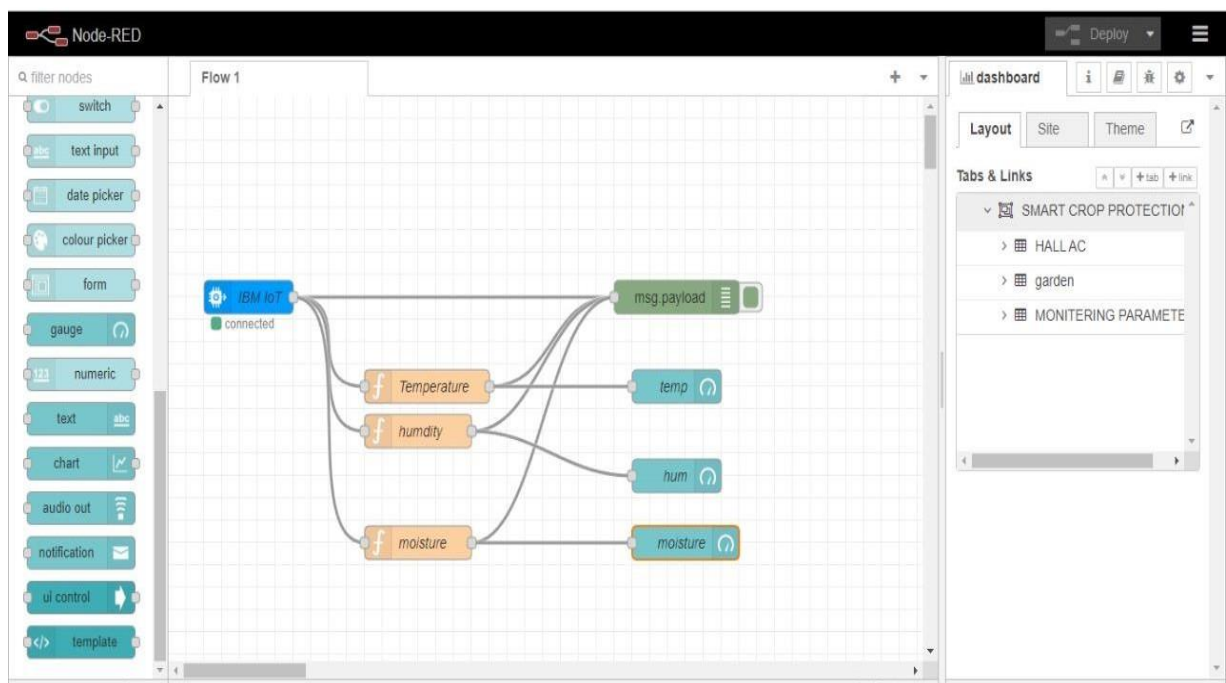 Node-RED
Deploy
filter nodes
switch
text input
date picker
colour picker
form
gauge
numeric
text
chart
audio out
notification
ui control
template
Flow 1
IBM IoT
connected
msg.payload
Temperature
temp
humdity
hum
moisture
moisture
dashboard
Layout Site Theme
Tabs & Links
+ tab + link
SMART CROP PROTECTION
HALL AC
garden
MONITERING PARAMETE